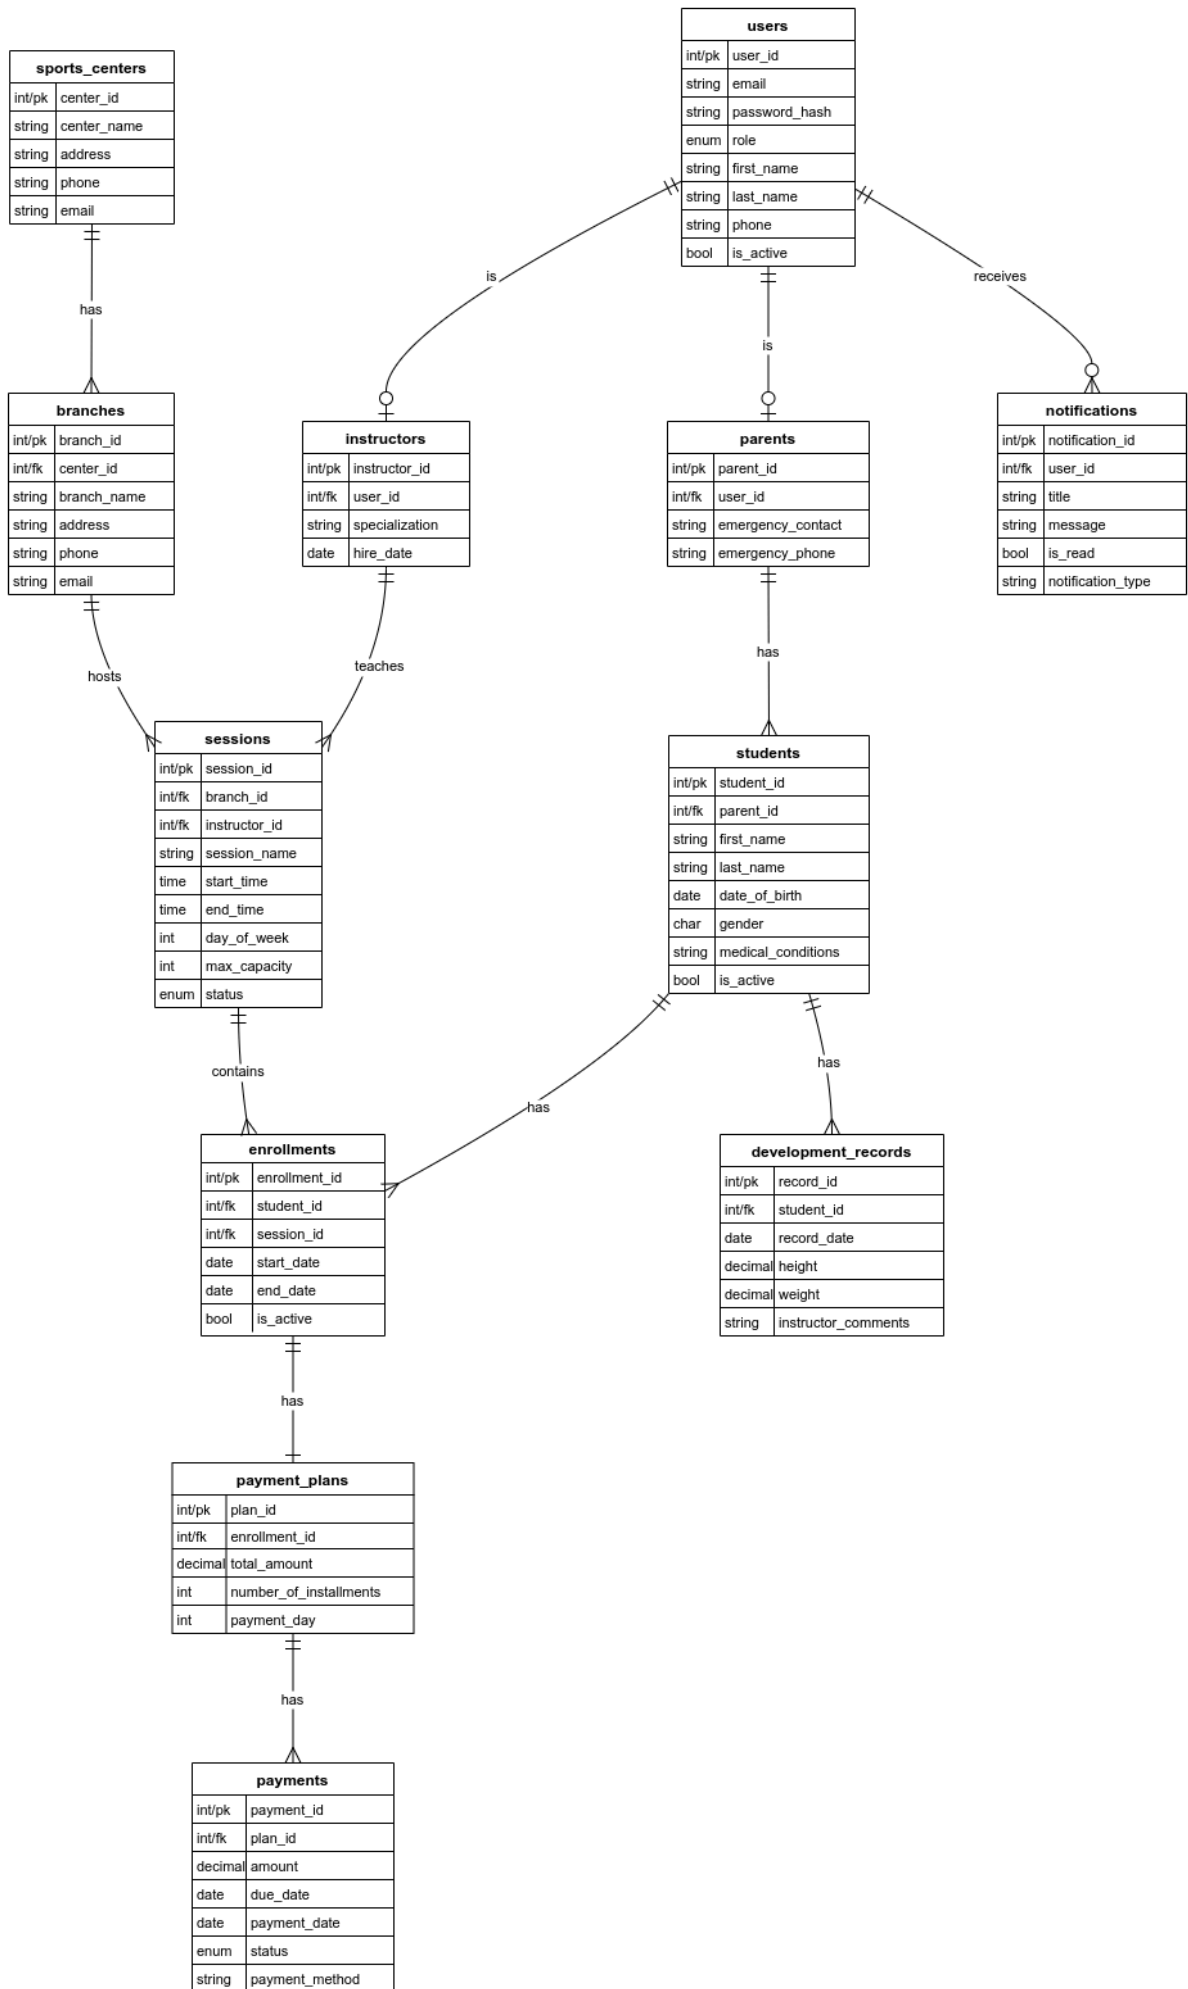 users
int/pk user_id
string email
string password_hash
enum role
string first_name
string last_name
string phone
bool is_active
sports_centers
int/pk center_id
string center_name
string address
string phone
string email
is
receives
has
is
branches
int/pk branch_id
int/fk center_id
string branch_name
string address
string phone
string email
instructors
int/pk instructor_id
int/fk user_id
string specialization
date hire_date
parents
int/pk parent_id
int/fk user_id
string emergency_contact
string emergency_phone
notifications
int/pk notification_id
int/fk user_id
string title
string message
bool is_read
string notification_type
hosts
teaches
has
sessions
int/pk session_id
int/fk branch_id
int/fk instructor_id
string session_name
time start_time
time end_time
int day_of_week
int max_capacity
enum status
students
int/pk student_id
int/fk parent_id
string first_name
string last_name
date date_of_birth
char gender
string medical_conditions
bool is_active
contains
has
has
enrollments
int/pk enrollment_id
int/fk student_id
int/fk session_id
date start_date
date end_date
bool is_active
development_records
int/pk record_id
int/fk student_id
date record_date
decimal height
decimal weight
string instructor_comments
has
payment_plans
int/pk plan_id
int/fk enrollment_id
decimal total_amount
int number_of_installments
int payment_day
has
payments
int/pk payment_id
int/fk plan_id
decimal amount
date due_date
date payment_date
enum status
string payment_method